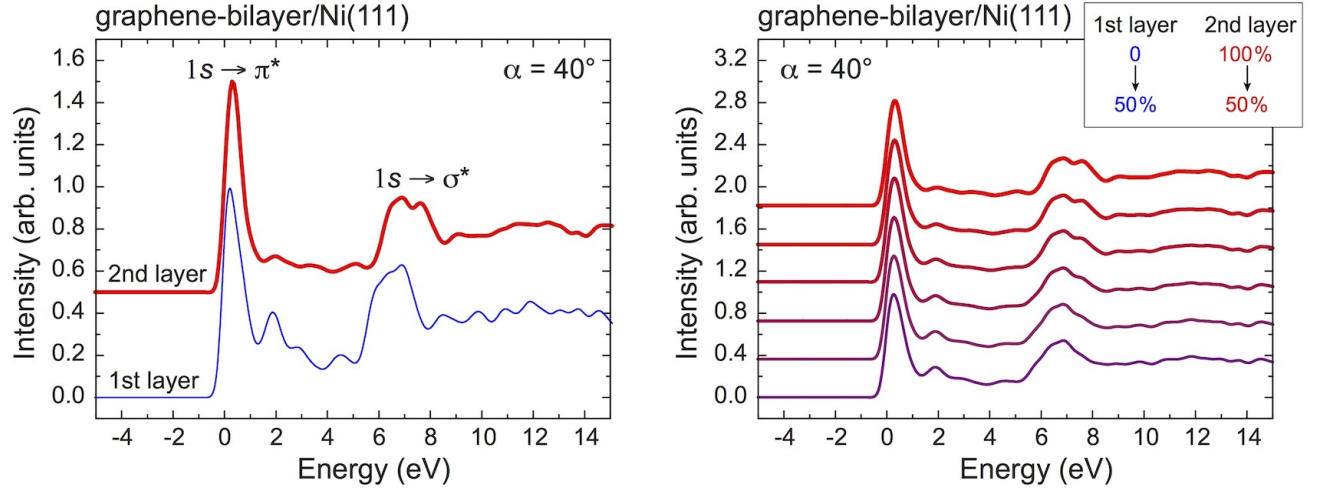 graphene-bilayer/Ni(111)
1s → π*
α = 40°
1s → σ*
2nd layer
1st layer
1.6
1.4
1.2
1.0
0.8
0.6
0.4
0.2
0.0
-4 -2 0 2 4 6 8 10 12 14
Intensity (arb. units)
Energy (eV)
graphene-bilayer/Ni(111)
α = 40°
1st layer 2nd layer
0 100%
50% 50%
3.2
2.8
2.4
2.0
1.6
1.2
0.8
0.4
0.0
-4 -2 0 2 4 6 8 10 12 14
Intensity (arb. units)
Energy (eV)